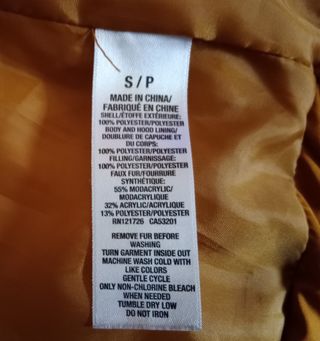 S / P
MADE IN CHINA/
FABRIQUÉ EN CHINE
SHELL/ÉTOFFE EXTÉRIEURE:
100% POLYESTER/POLYESTER
BODY AND HOOD LINING/
DOUBLURE DE CAPUCHE ET
DU CORPS:
100% POLYESTER/POLYESTER
FILLING/GARNISSAGE:
100% POLYESTER/POLYESTER
FAUX FUR/FOURRURE
SYNTHÉTIQUE:
55% MODACRYLIC/
MODACRYLIQUE
32% ACRYLIC/ACRYLIQUE
13% POLYESTER/POLYESTER
RN121726 CA53201
REMOVE FUR BEFORE
WASHING
TURN GARMENT INSIDE OUT
MACHINE WASH COLD WITH
LIKE COLORS
GENTLE CYCLE
ONLY NON-CHLORINE BLEACH
WHEN NEEDED
TUMBLE DRY LOW
DO NOT IRON